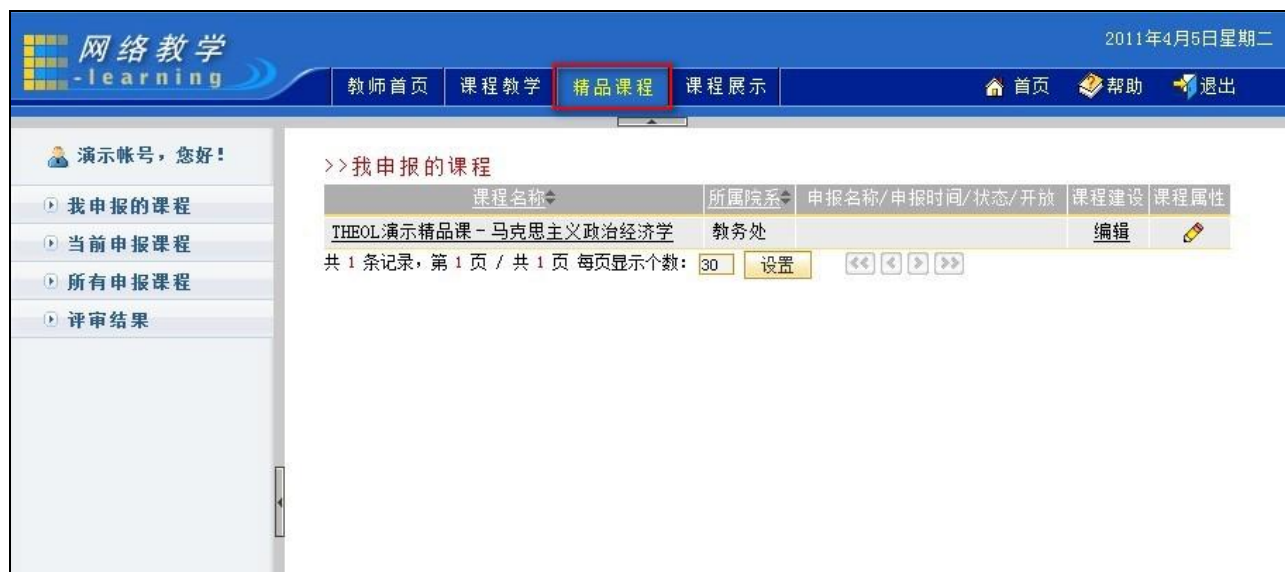 网络教学
-learning
2011年4月5日星期二
教师首页 课程教学 精品课程 课程展示 首页 帮助 退出
演示帐号，您好！
我申报的课程
当前申报课程
所有申报课程
评审结果
>>我申报的课程
课程名称 所属院系 申报名称/申报时间/状态/开放 课程建设 课程属性
THEOL演示精品课－马克思主义政治经济学 教务处 编辑
共 1 条记录，第 1 页 / 共 1 页 每页显示个数： 30 设置